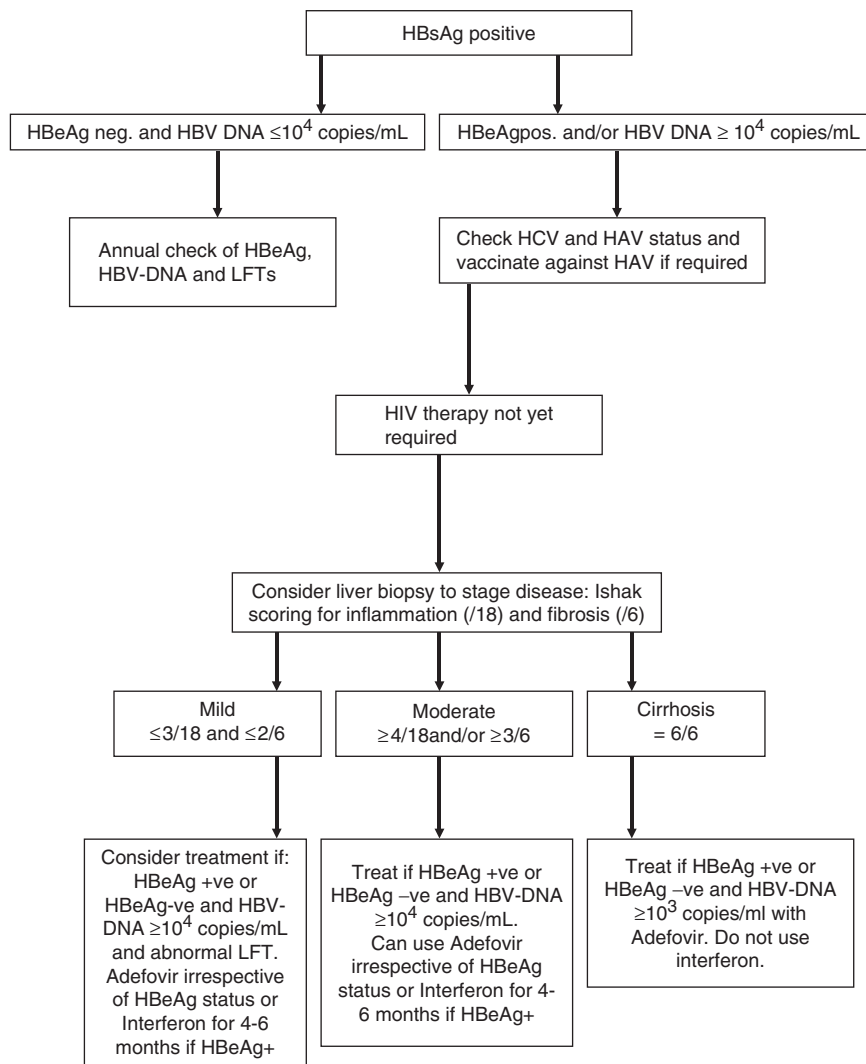 HBsAg positive
HBeAg neg. and HBV DNA ≤10⁴ copies/mL
HBeAgpos. and/or HBV DNA ≥ 10⁴ copies/mL
Annual check of HBeAg,
HBV-DNA and LFTs
Check HCV and HAV status and
vaccinate against HAV if required
HIV therapy not yet
required
Consider liver biopsy to stage disease: Ishak
scoring for inflammation (/18) and fibrosis (/6)
Mild
≤3/18 and ≤2/6
Moderate
≥4/18and/or ≥3/6
Cirrhosis
= 6/6
Consider treatment if:
HBeAg +ve or
HBeAg-ve and HBV-
DNA ≥10⁴ copies/mL
and abnormal LFT.
Adefovir irrespective
of HBeAg status or
Interferon for 4-6
months if HBeAg+
Treat if HBeAg +ve or
HBeAg –ve and HBV-DNA
≥10⁴ copies/mL.
Can use Adefovir
irrespective of HBeAg
status or Interferon for 4-
6 months if HBeAg+
Treat if HBeAg +ve or
HBeAg –ve and HBV-DNA
≥10³ copies/ml with
Adefovir. Do not use
interferon.